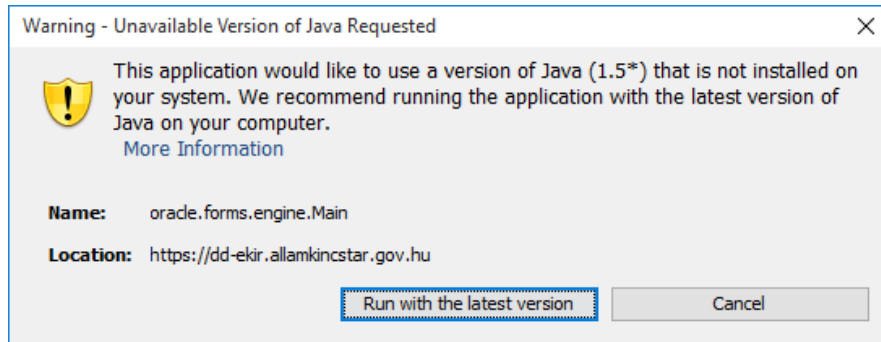 Warning - Unavailable Version of Java Requested
This application would like to use a version of Java (1.5*) that is not installed on
your system. We recommend running the application with the latest version of
Java on your computer.
More Information
Name: oracle.forms.engine.Main
Location: https://dd-ekir.allamkincstar.gov.hu
Run with the latest version Cancel